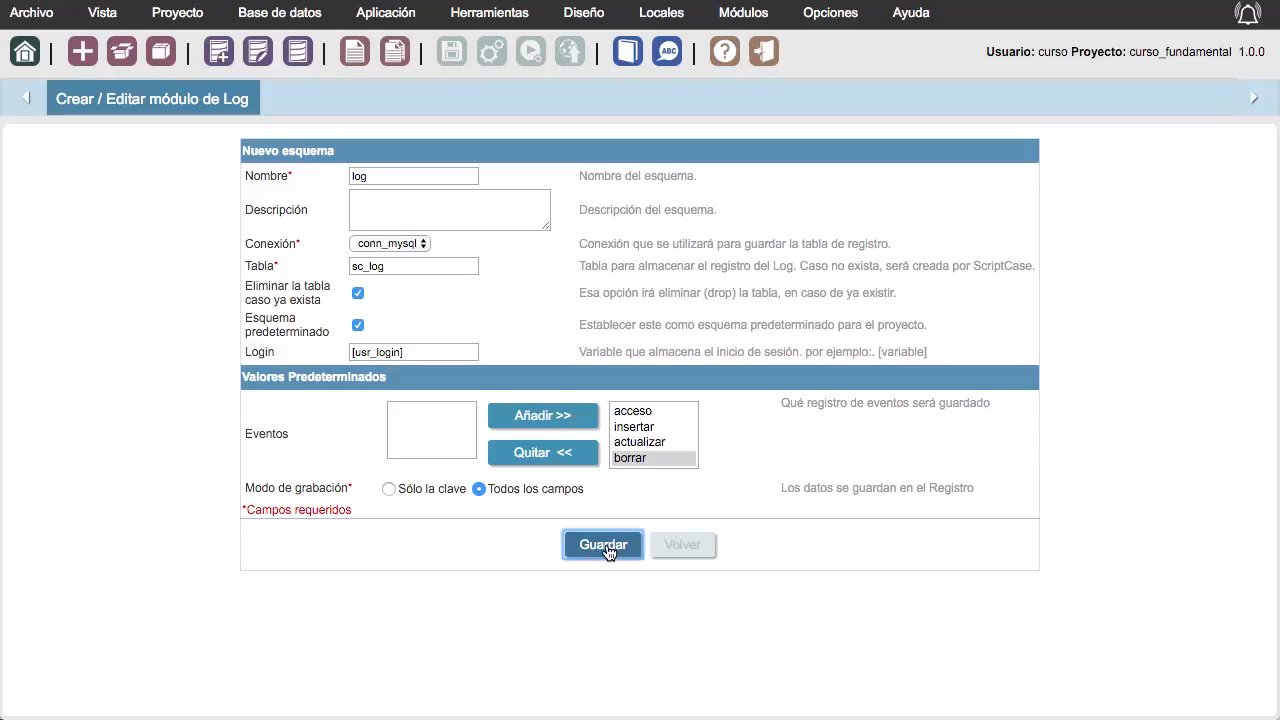 Archivo Vista Proyecto Base de datos Aplicación Herramientas Diseño Locales Módulos Opciones Ayuda
ABC ? Usuario: curso Proyecto: curso_fundamental 1.0.0
Crear / Editar módulo de Log
Nuevo esquema
Nombre* log Nombre del esquema.
Descripción Descripción del esquema.
Conexión* conn_mysql Conexión que se utilizará para guardar la tabla de registro.
Tabla* sc_log Tabla para almacenar el registro del Log. Caso no exista, será creada por ScriptCase.
Eliminar la tabla
caso ya exista Esa opción irá eliminar (drop) la tabla, en caso de ya existir.
Esquema
predeterminado Establecer este como esquema predeterminado para el proyecto.
Login [usr_login] Variable que almacena el inicio de sesión. por ejemplo:. [variable]
Valores Predeterminados
Eventos Añadir >> Quitar << Qué registro de eventos será guardado
acceso
insertar
actualizar
borrar
Modo de grabación* Sólo la clave Todos los campos Los datos se guardan en el Registro
*Campos requeridos
Guardar Volver